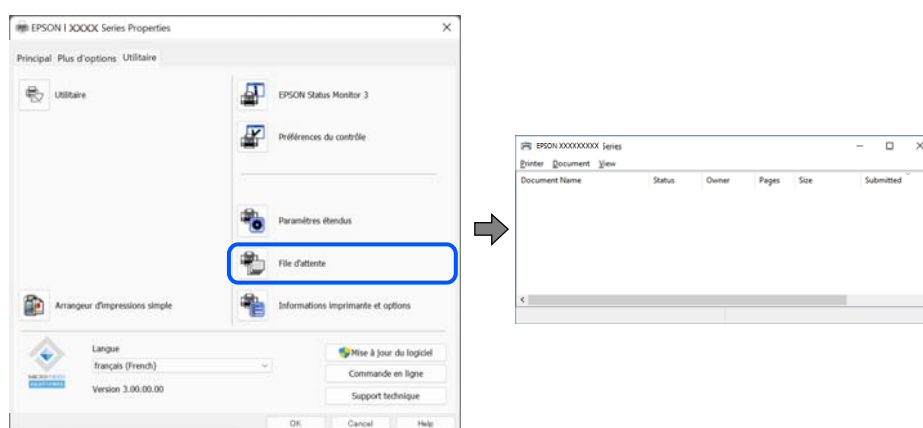 EPSON I XXXXX Series Properties
Principal Plus d'options Utilitaire
Utilitaire
EPSON Status Monitor 3
Préférences du contrôle
Paramètres étendus
File d'attente
Arrangeur d'impressions simple
Informations imprimante et options
Langue
français (French)
Version 3.00.00.00
Mise à jour du logiciel
Commande en ligne
Support technique
OK Cancel Help
EPSON XXXXXXXXX Series
Printer Document View
Document Name Status Owner Pages Size Submitted